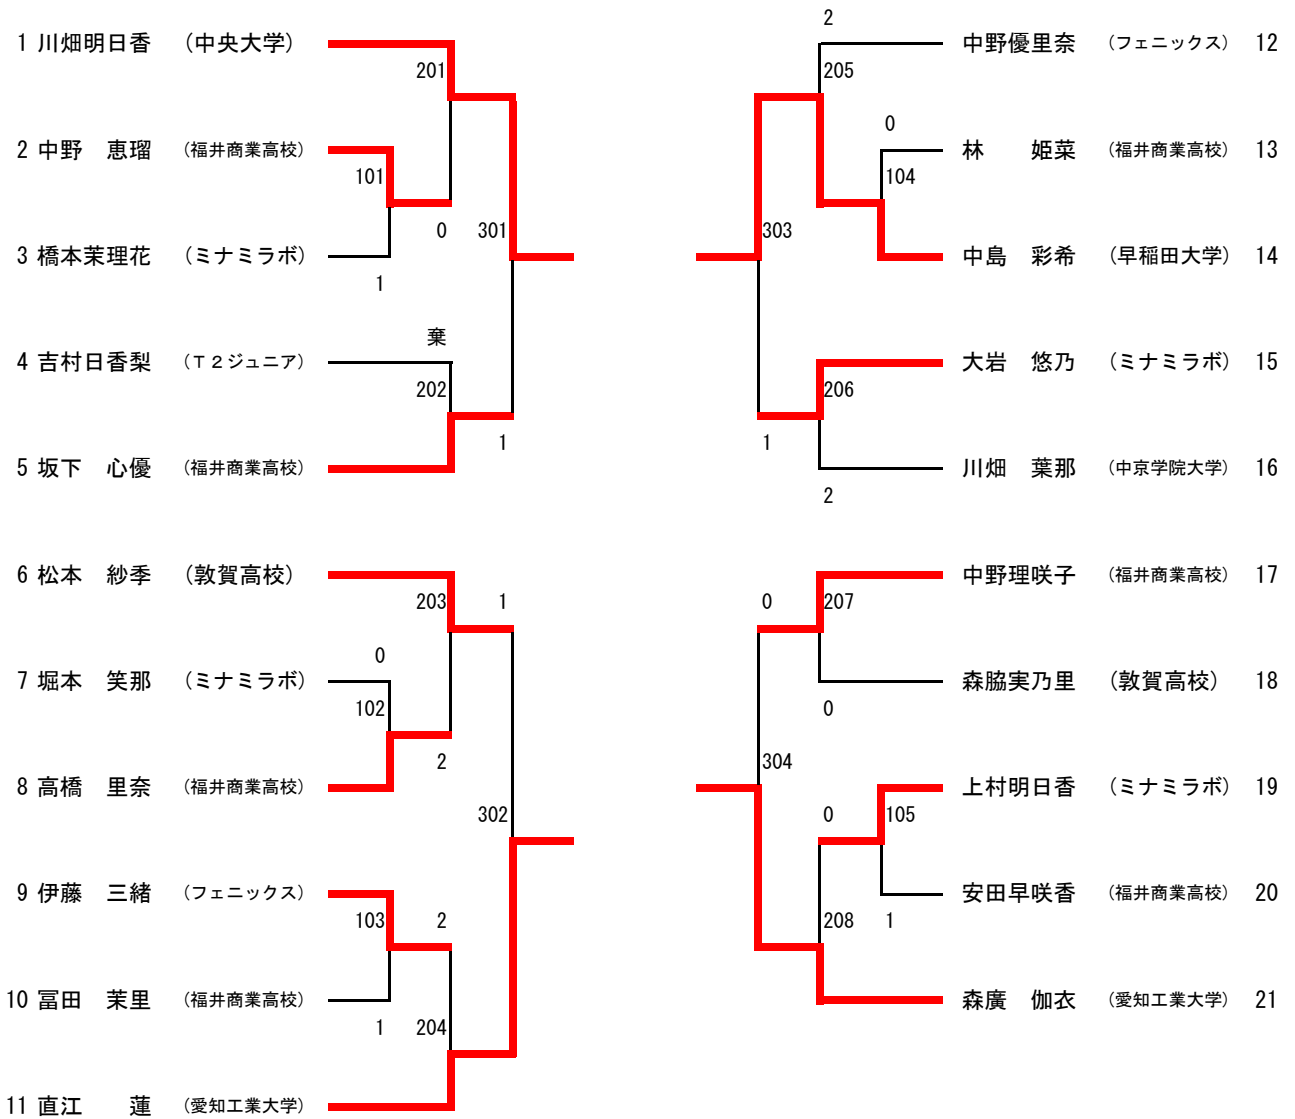 1 川畑明日香 （中央大学）
201
2 中野 恵瑠 （福井商業高校）
101
0 301
3 橋本茉理花 （ミナミラボ）
1
棄
4 吉村日香梨 （Ｔ２ジュニア）
202
1
5 坂下 心優 （福井商業高校）
6 松本 紗季 （敦賀高校）
203 1
0
7 堀本 笑那 （ミナミラボ）
102
2
8 高橋 里奈 （福井商業高校）
302
9 伊藤 三緒 （フェニックス）
103 2
10 冨田 茉里 （福井商業高校）
1 204
11 直江 蓮 （愛知工業大学）
2
中野優里奈 （フェニックス） 12
205
0
林 姫菜 （福井商業高校） 13
104
303
中島 彩希 （早稲田大学） 14
大岩 悠乃 （ミナミラボ） 15
206
1
川畑 葉那 （中京学院大学） 16
2
中野理咲子 （福井商業高校） 17
0 207
森脇実乃里 （敦賀高校） 18
0
304
上村明日香 （ミナミラボ） 19
0 105
安田早咲香 （福井商業高校） 20
208 1
森廣 伽衣 （愛知工業大学） 21